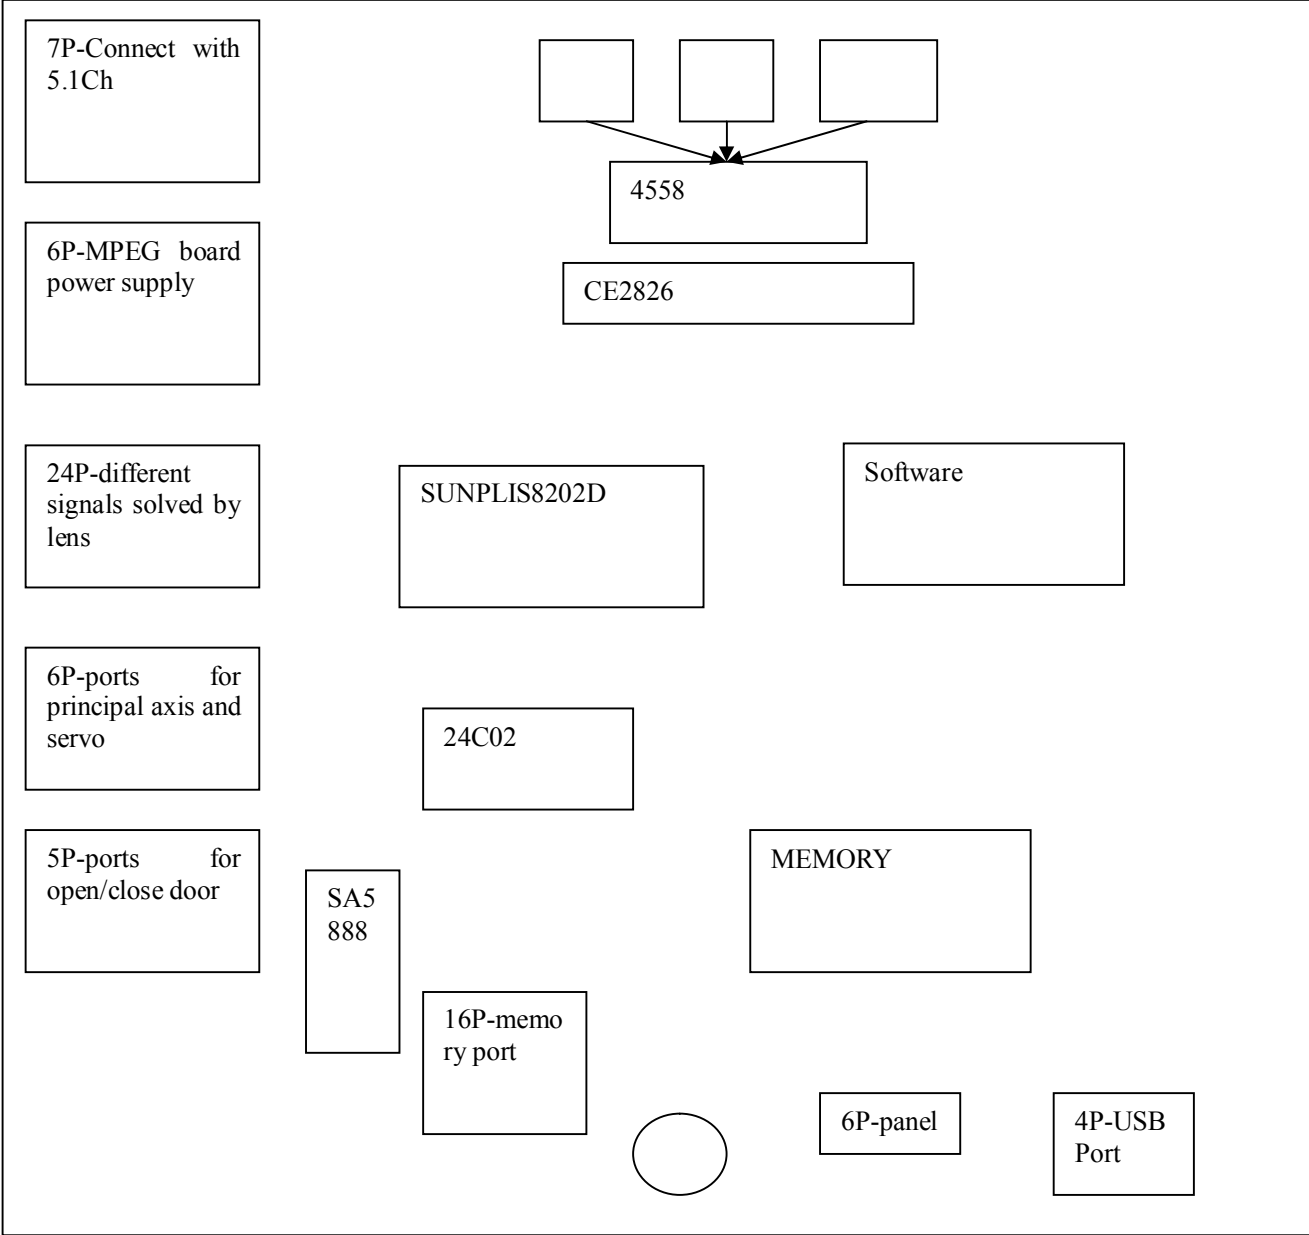 7P-Connect with
5.1Ch
4558
6P-MPEG board
power supply
CE2826
24P-different
signals solved by
lens
SUNPLIS8202D
Software
6P-ports for
principal axis and
servo
24C02
5P-ports for
open/close door
SA5
888
MEMORY
16P-memo
ry port
6P-panel
4P-USB
Port